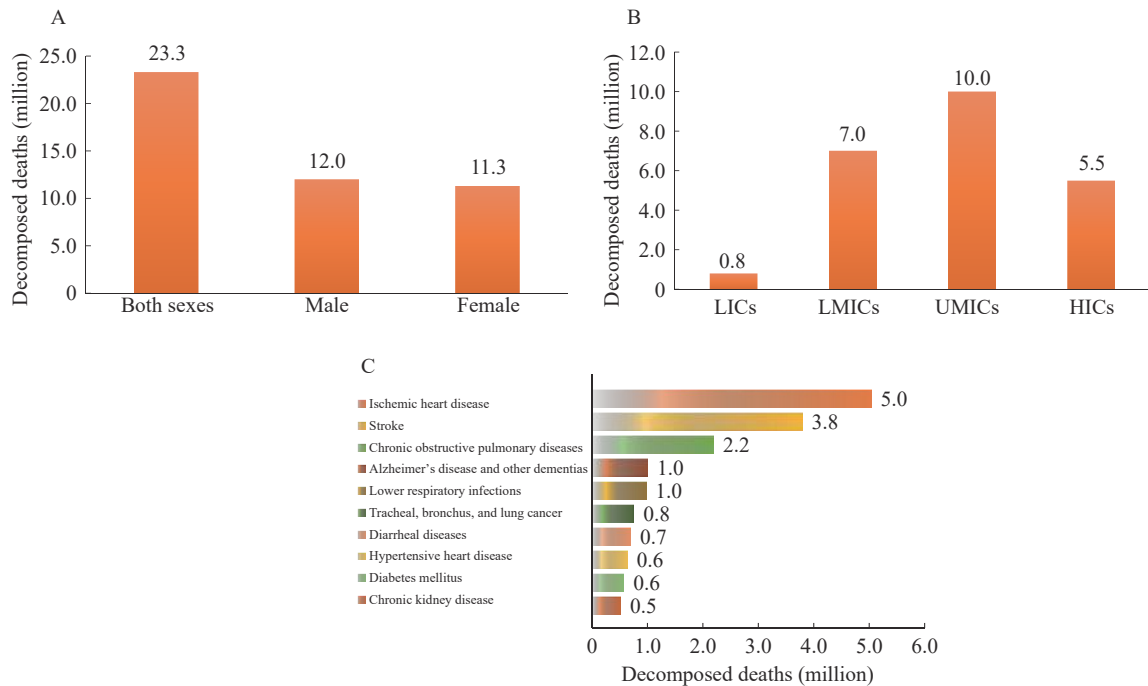 A
Decomposed deaths (million)
25.0
20.0
15.0
10.0
5.0
0
23.3
12.0
11.3
Both sexes
Male
Female
B
Decomposed deaths (million)
12.0
10.0
8.0
6.0
4.0
2.0
0
0.8
7.0
10.0
5.5
LICs
LMICs
UMICs
HICs
C
Ischemic heart disease
Stroke
Chronic obstructive pulmonary diseases
Alzheimer’s disease and other dementias
Lower respiratory infections
Tracheal, bronchus, and lung cancer
Diarrheal diseases
Hypertensive heart disease
Diabetes mellitus
Chronic kidney disease
5.0
3.8
2.2
1.0
1.0
0.8
0.7
0.6
0.6
0.5
0 1.0 2.0 3.0 4.0 5.0 6.0
Decomposed deaths (million)